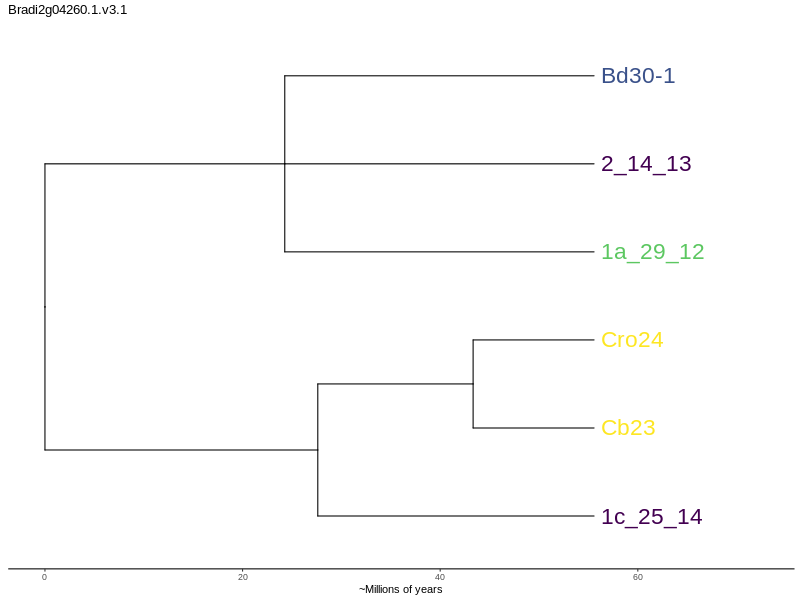 Bradi2g04260.1.v3.1
Bd30-1
2_14_13
1a_29_12
Cro24
Cb23
1c_25_14
0 20 40 60
~Millions of years